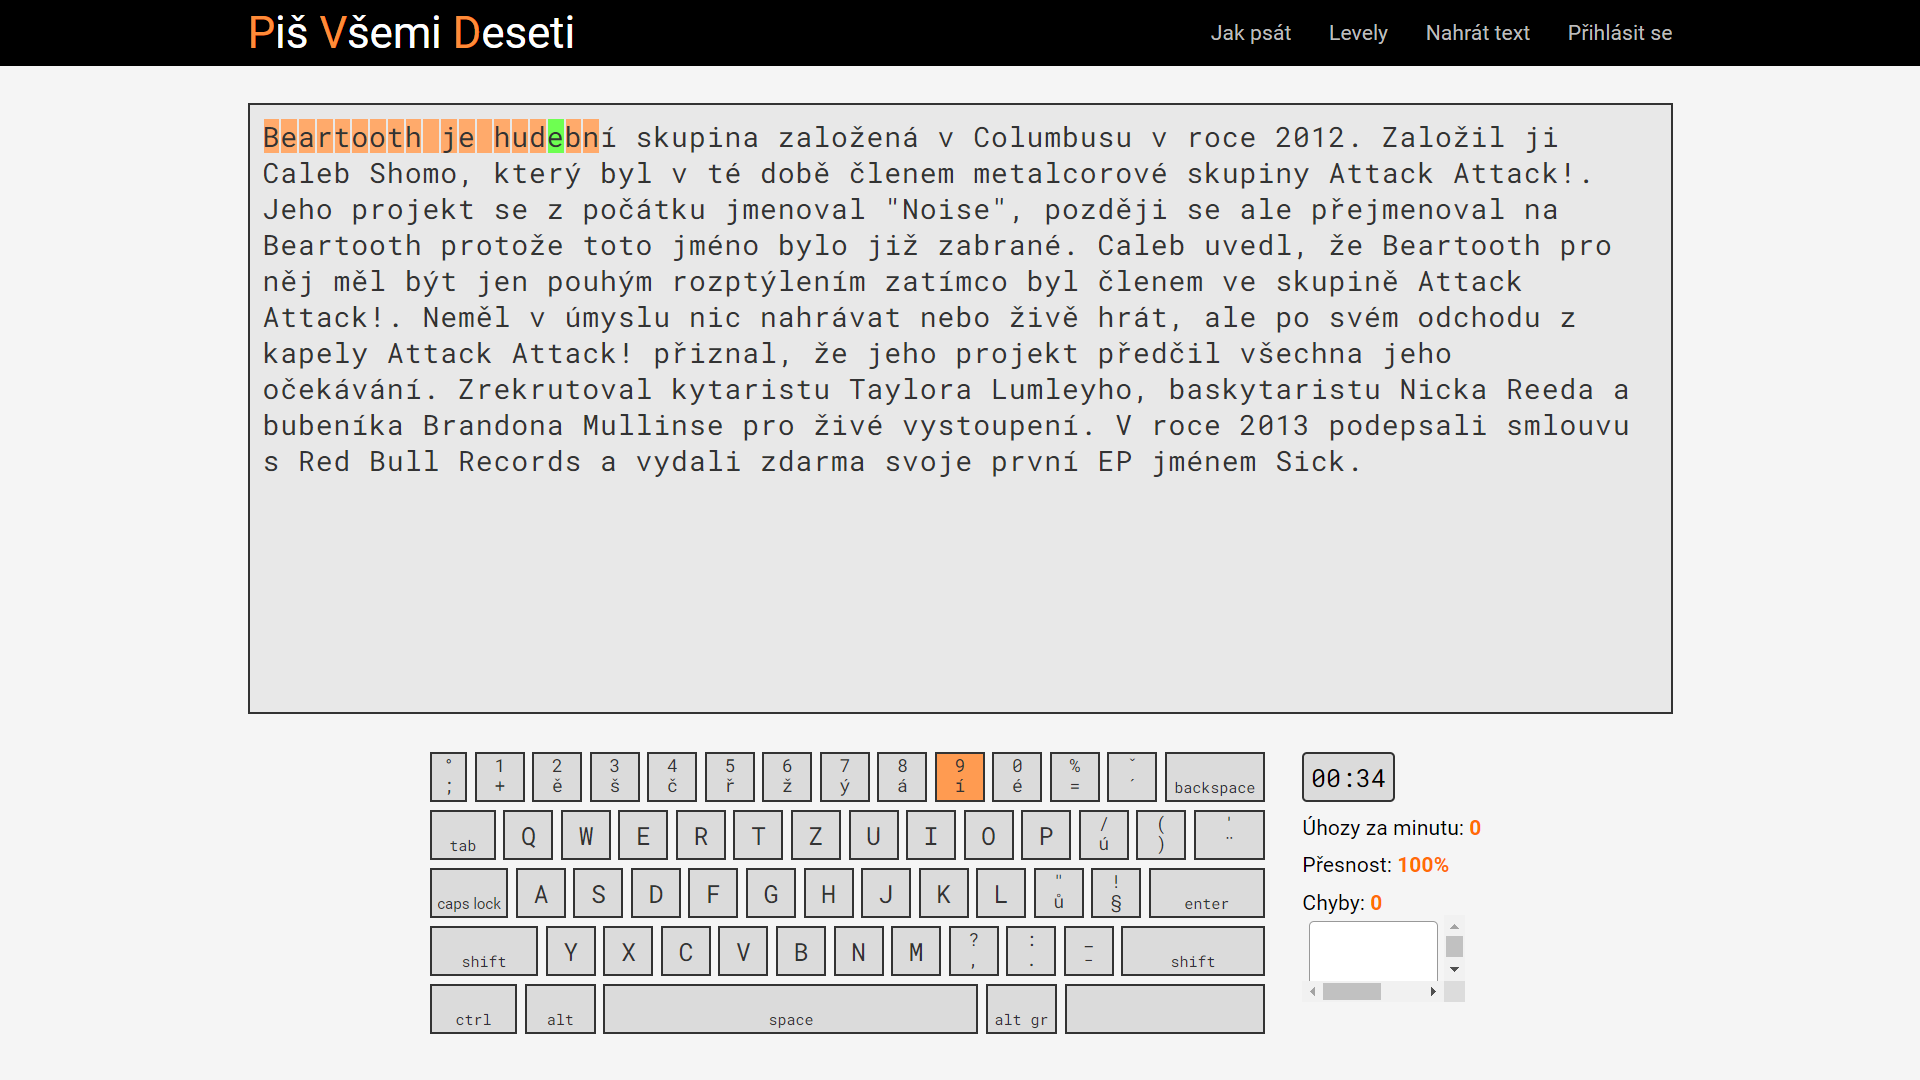 Piš Všemi Deseti
Jak psát Levely Nahrát text Přihlásit se
Beartooth je hudební skupina založená v Columbusu v roce 2012. Založil ji
Caleb Shomo, který byl v té době členem metalcorové skupiny Attack Attack!.
Jeho projekt se z počátku jmenoval "Noise", později se ale přejmenoval na
Beartooth protože toto jméno bylo již zabrané. Caleb uvedl, že Beartooth pro
něj měl být jen pouhým rozptýlením zatímco byl členem ve skupině Attack
Attack!. Neměl v úmyslu nic nahrávat nebo živě hrát, ale po svém odchodu z
kapely Attack Attack! přiznal, že jeho projekt předčil všechna jeho
očekávání. Zrekrutoval kytaristu Taylora Lumleyho, baskytaristu Nicka Reeda a
bubeníka Brandona Mullinse pro živé vystoupení. V roce 2013 podepsali smlouvu
s Red Bull Records a vydali zdarma svoje první EP jménem Sick.
° 1 2 3 4 5 6 7 8 9 0 % ˇ
; + ě š č ř ž ý á í é = ´ backspace
tab Q W E R T Z U I O P / ú ( ) ' ¨
caps lock A S D F G H J K L " ů ! § enter
shift Y X C V B N M ? , : . _ - shift
ctrl alt space alt gr
00:34
Úhozy za minutu: 0
Přesnost: 100%
Chyby: 0